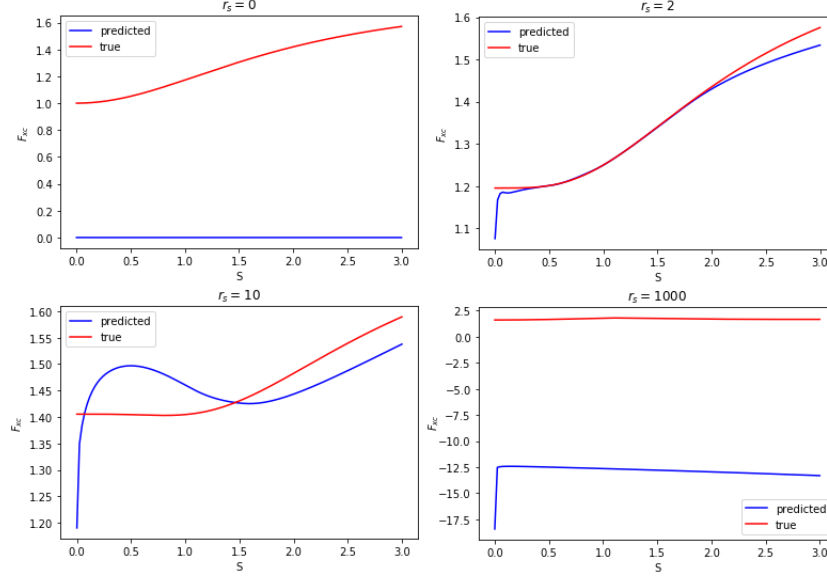 r_s = 0
predicted
true
F_xc
1.6
1.4
1.2
1.0
0.8
0.6
0.4
0.2
0.0
0.0 0.5 1.0 1.5 2.0 2.5 3.0
S
r_s = 2
predicted
true
F_xc
1.6
1.5
1.4
1.3
1.2
1.1
0.0 0.5 1.0 1.5 2.0 2.5 3.0
S
r_s = 10
predicted
true
F_xc
1.60
1.55
1.50
1.45
1.40
1.35
1.30
1.25
1.20
0.0 0.5 1.0 1.5 2.0 2.5 3.0
S
r_s = 1000
F_xc
2.5
0.0
−2.5
−5.0
−7.5
−10.0
−12.5
−15.0
−17.5
predicted
true
0.0 0.5 1.0 1.5 2.0 2.5 3.0
S